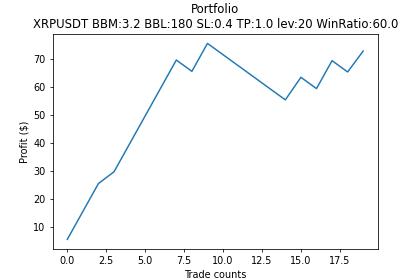 Portfolio
XRPUSDT BBM:3.2 BBL:180 SL:0.4 TP:1.0 lev:20 WinRatio:60.0
70
60
50
40
30
20
10
Profit ($)
0.0 2.5 5.0 7.5 10.0 12.5 15.0 17.5
Trade counts